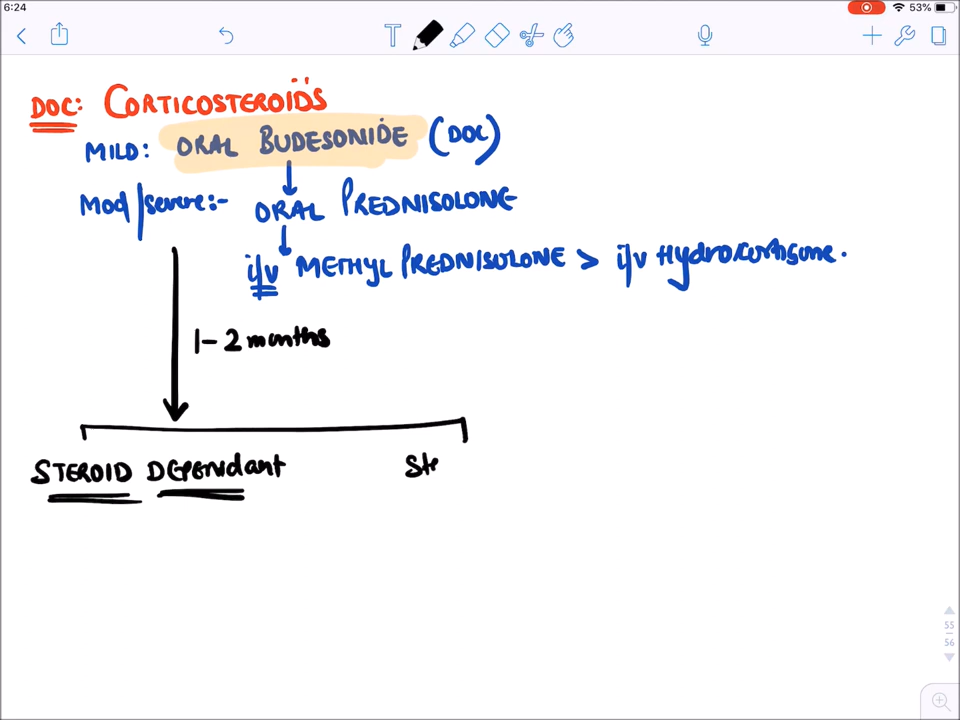 6:24
53%
T
DOC: CORTICOSTEROIDS
MILD: ORAL BUDESONIDE (DOC)
Mod/severe:- ORAL PREDNISOLONE
i/v METHYL PREDNISOLONE > i/v Hydrocortisone.
1-2 months
STEROID DEPENdant Ste
55
56